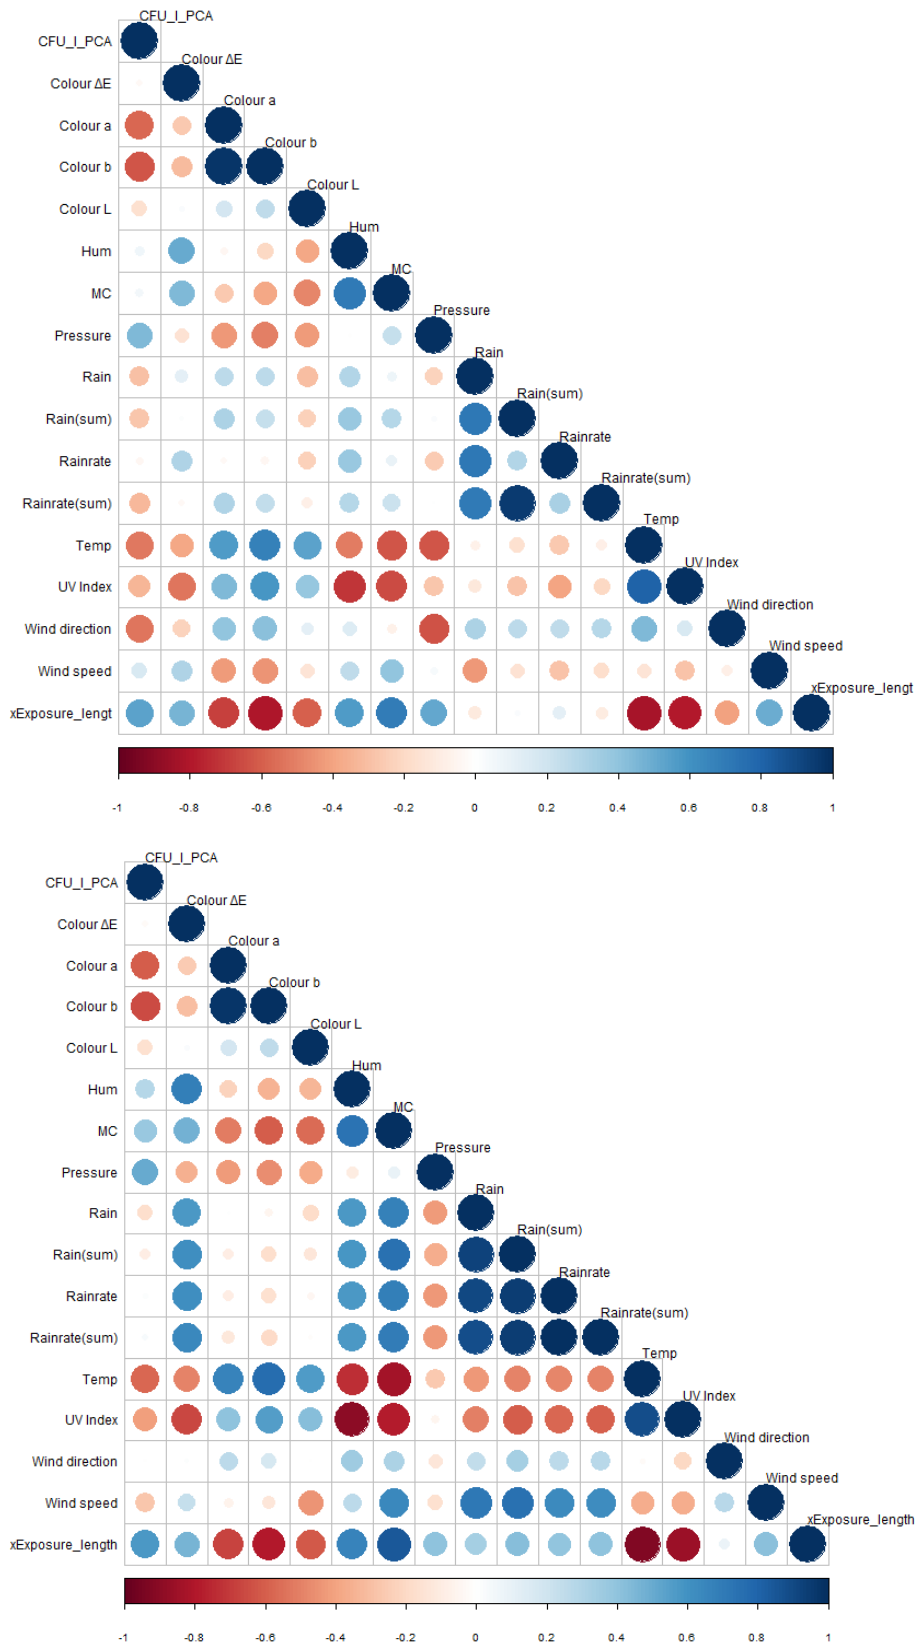 CFU_I_PCA
CFU_I_PCA
Colour ΔE
Colour ΔE
Colour a
Colour a
Colour b
Colour b
Colour L
Colour L
Hum
Hum
MC
MC
Pressure
Pressure
Rain
Rain
Rain(sum)
Rain(sum)
Rainrate
Rainrate
Rainrate(sum)
Rainrate(sum)
Temp
Temp
UV Index
UV Index
Wind direction
Wind direction
Wind speed
Wind speed
xExposure_lengt
xExposure_lengt
-1 -0.8 -0.6 -0.4 -0.2 0 0.2 0.4 0.6 0.8 1
CFU_I_PCA
CFU_I_PCA
Colour ΔE
Colour ΔE
Colour a
Colour a
Colour b
Colour b
Colour L
Colour L
Hum
Hum
MC
MC
Pressure
Pressure
Rain
Rain
Rain(sum)
Rain(sum)
Rainrate
Rainrate
Rainrate(sum)
Rainrate(sum)
Temp
Temp
UV Index
UV Index
Wind direction
Wind direction
Wind speed
Wind speed
xExposure_length
xExposure_length
-1 -0.8 -0.6 -0.4 -0.2 0 0.2 0.4 0.6 0.8 1